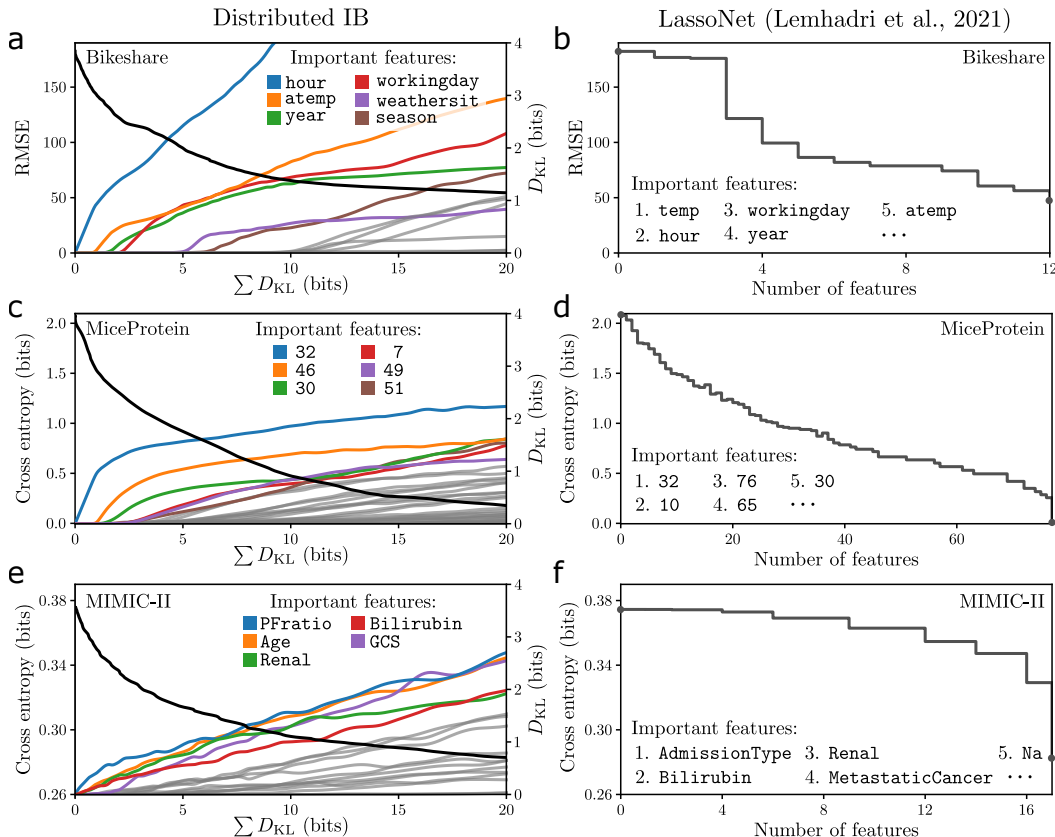 Distributed IB
LassoNet (Lemhadri et al., 2021)
a
Bikeshare
Important features:
hour
workingday
atemp
weathersit
year
season
RMSE
150
100
50
0
4
3
2
1
0
D_KL (bits)
0 5 10 15 20
∑ D_KL (bits)
b
Bikeshare
RMSE
150
100
50
0
Important features:
1. temp 3. workingday 5. atemp
2. hour 4. year ...
4 8 12
Number of features
c
MiceProtein
Important features:
32 7
46 49
30 51
Cross entropy (bits)
2.0
1.5
1.0
0.5
0.0
4
3
2
1
0
D_KL (bits)
0 5 10 15 20
∑ D_KL (bits)
d
MiceProtein
Cross entropy (bits)
2.0
1.5
1.0
0.5
0.0
Important features:
1. 32 3. 76 5. 30
2. 10 4. 65 ...
0 20 40 60
Number of features
e
MIMIC-II
Important features:
PFratio Bilirubin
Age GCS
Renal
Cross entropy (bits)
0.38
0.34
0.30
0.26
4
3
2
1
0
D_KL (bits)
0 5 10 15 20
∑ D_KL (bits)
f
MIMIC-II
Cross entropy (bits)
0.38
0.34
0.30
0.26
Important features:
1. AdmissionType 3. Renal 5. Na
2. Bilirubin 4. MetastaticCancer ...
0 4 8 12 16
Number of features